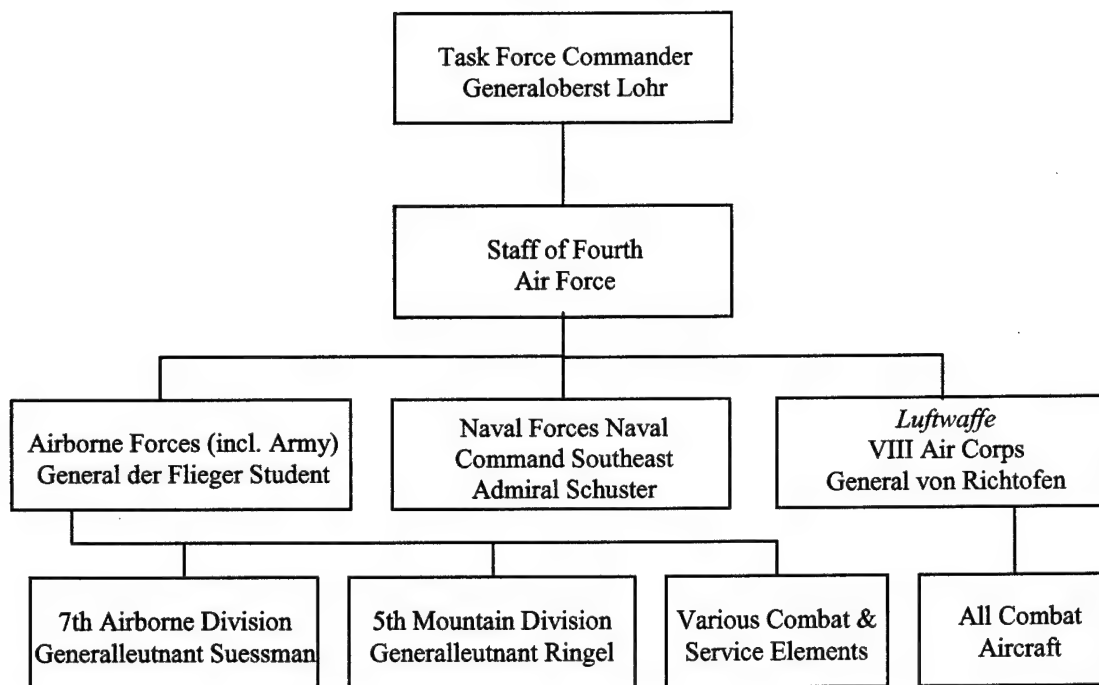 Task Force Commander
Generaloberst Lohr
Staff of Fourth
Air Force
Airborne Forces (incl. Army)
General der Flieger Student
Naval Forces Naval
Command Southeast
Admiral Schuster
Luftwaffe
VIII Air Corps
General von Richtofen
7th Airborne Division
Generalleutnant Suessman
5th Mountain Division
Generalleutnant Ringel
Various Combat &
Service Elements
All Combat
Aircraft